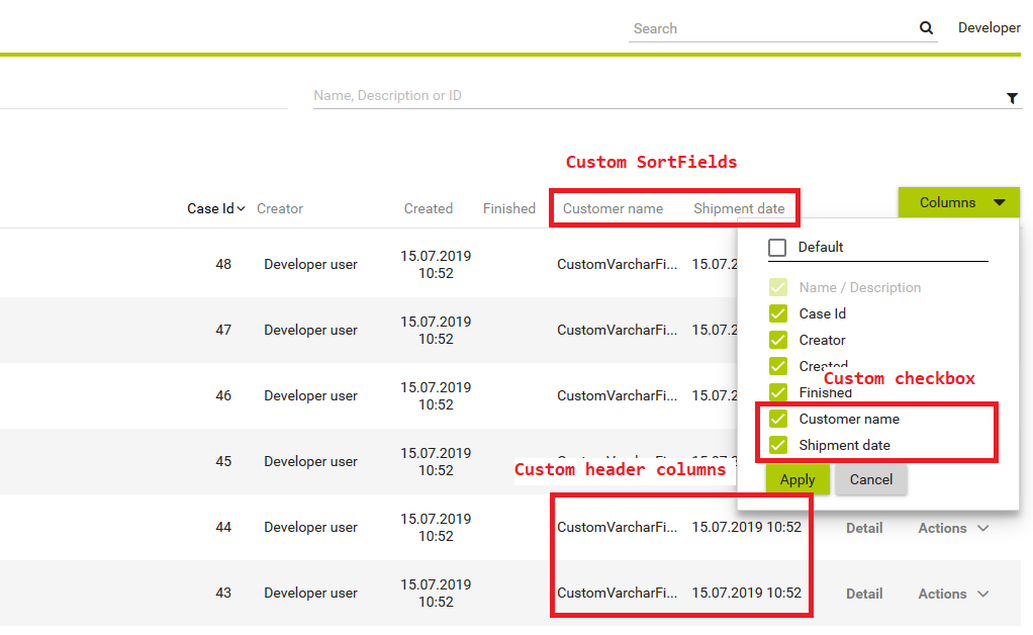 Search
Developer
Name, Description or ID
Custom SortFields
Case Id Creator Created Finished Customer name Shipment date Columns
Default
48 Developer user 15.07.2019 10:52 CustomVarcharFi... 15.07.2
Name / Description
Case Id
47 Developer user 15.07.2019 10:52 CustomVarcharFi... 15.07.2
Creator
Created
Custom checkbox
46 Developer user 15.07.2019 10:52 CustomVarcharFi... 15.07.2
Finished
Customer name
Shipment date
45 Developer user 15.07.2019 10:52
Custom header columns
Apply Cancel
44 Developer user 15.07.2019 10:52 CustomVarcharFi... 15.07.2019 10:52 Detail Actions
43 Developer user 15.07.2019 10:52 CustomVarcharFi... 15.07.2019 10:52 Detail Actions